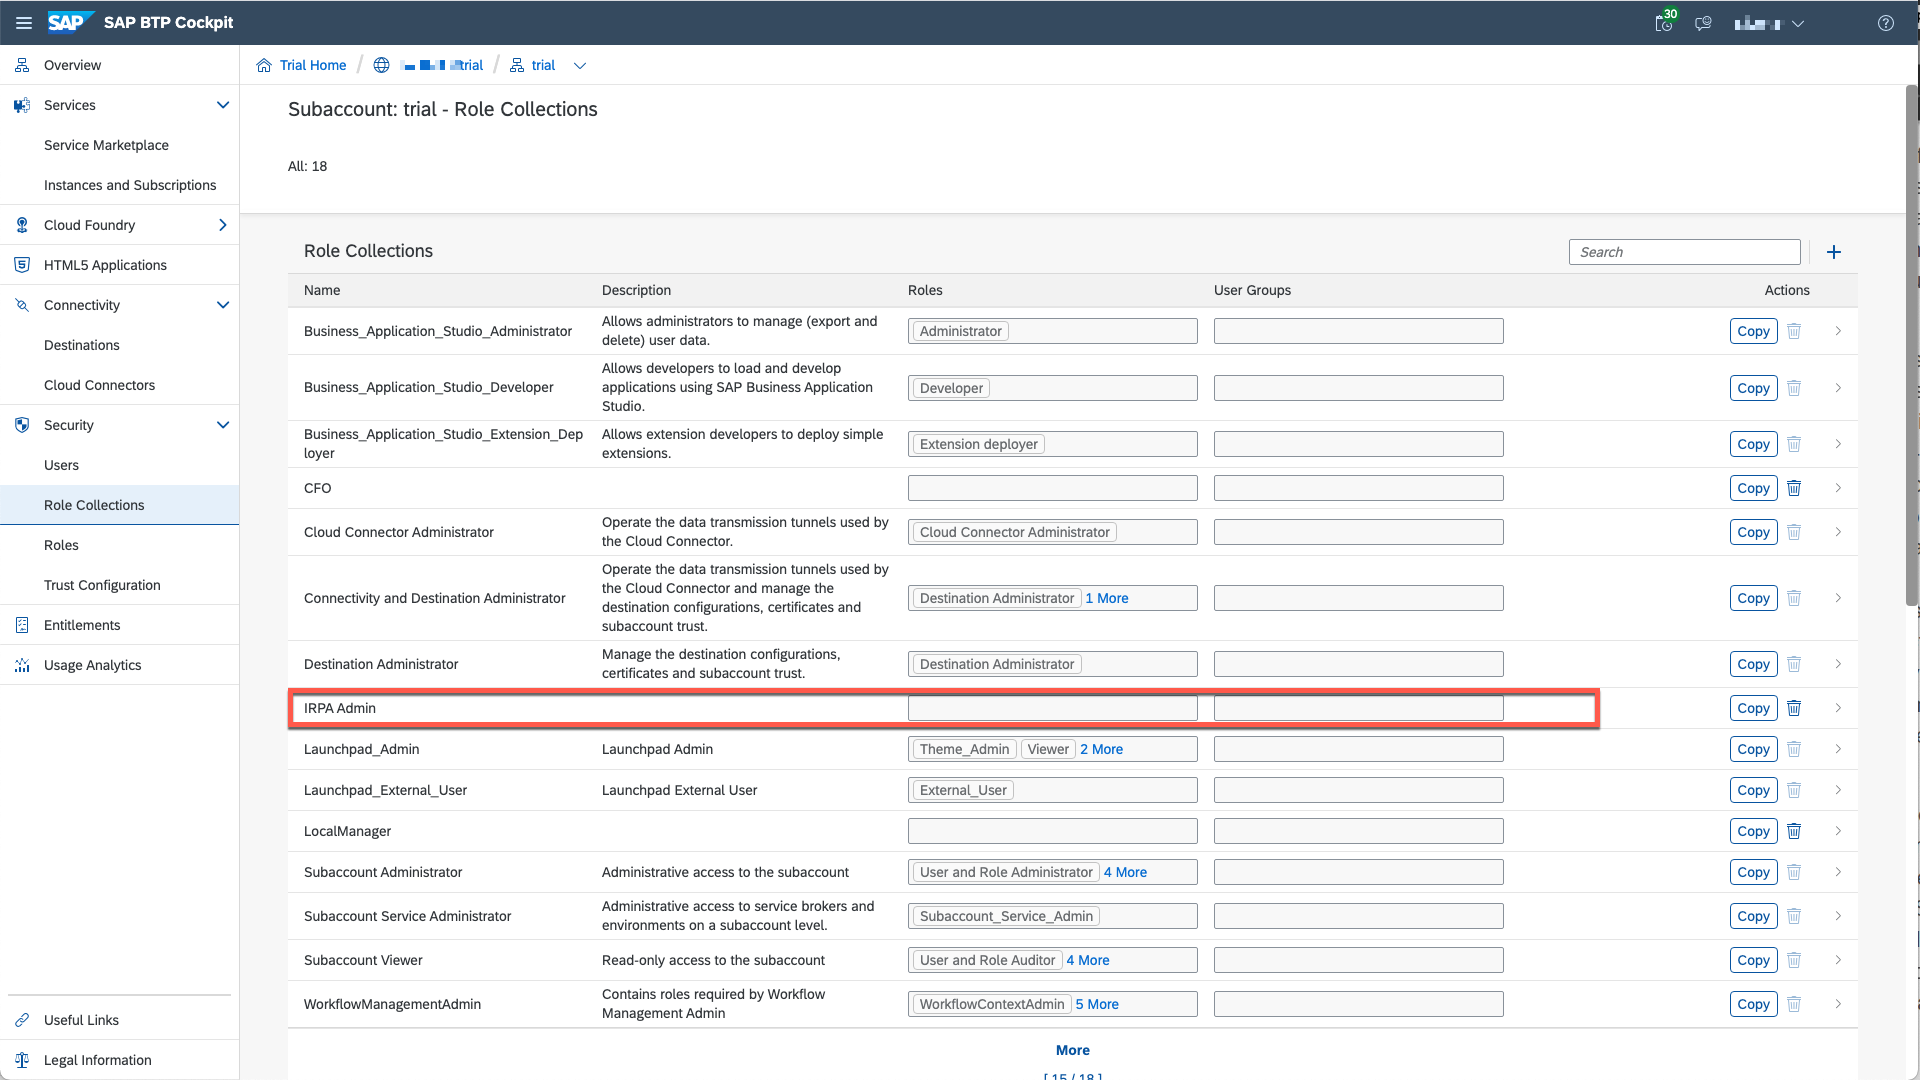 SAP SAP BTP Cockpit
30
Overview
Services
Service Marketplace
Instances and Subscriptions
Cloud Foundry
HTML5 Applications
Connectivity
Destinations
Cloud Connectors
Security
Users
Role Collections
Roles
Trust Configuration
Entitlements
Usage Analytics
Useful Links
Legal Information
Trial Home / trial / trial
Subaccount: trial - Role Collections
All: 18
Role Collections
Search
Name Description Roles User Groups Actions
Business_Application_Studio_Administrator
Allows administrators to manage (export and
delete) user data.
Administrator
Copy
Business_Application_Studio_Developer
Allows developers to load and develop
applications using SAP Business Application
Studio.
Developer
Copy
Business_Application_Studio_Extension_Dep
loyer
Allows extension developers to deploy simple
extensions.
Extension deployer
Copy
CFO
Copy
Cloud Connector Administrator
Operate the data transmission tunnels used by
the Cloud Connector.
Cloud Connector Administrator
Copy
Connectivity and Destination Administrator
Operate the data transmission tunnels used by
the Cloud Connector and manage the
destination configurations, certificates and
subaccount trust.
Destination Administrator 1 More
Copy
Destination Administrator
Manage the destination configurations,
certificates and subaccount trust.
Destination Administrator
Copy
IRPA Admin
Copy
Launchpad_Admin
Launchpad Admin
Theme_Admin Viewer 2 More
Copy
Launchpad_External_User
Launchpad External User
External_User
Copy
LocalManager
Copy
Subaccount Administrator
Administrative access to the subaccount
User and Role Administrator 4 More
Copy
Subaccount Service Administrator
Administrative access to service brokers and
environments on a subaccount level.
Subaccount_Service_Admin
Copy
Subaccount Viewer
Read-only access to the subaccount
User and Role Auditor 4 More
Copy
WorkflowManagementAdmin
Contains roles required by Workflow
Management Admin
WorkflowContextAdmin 5 More
Copy
More
[ 15 / 18 ]